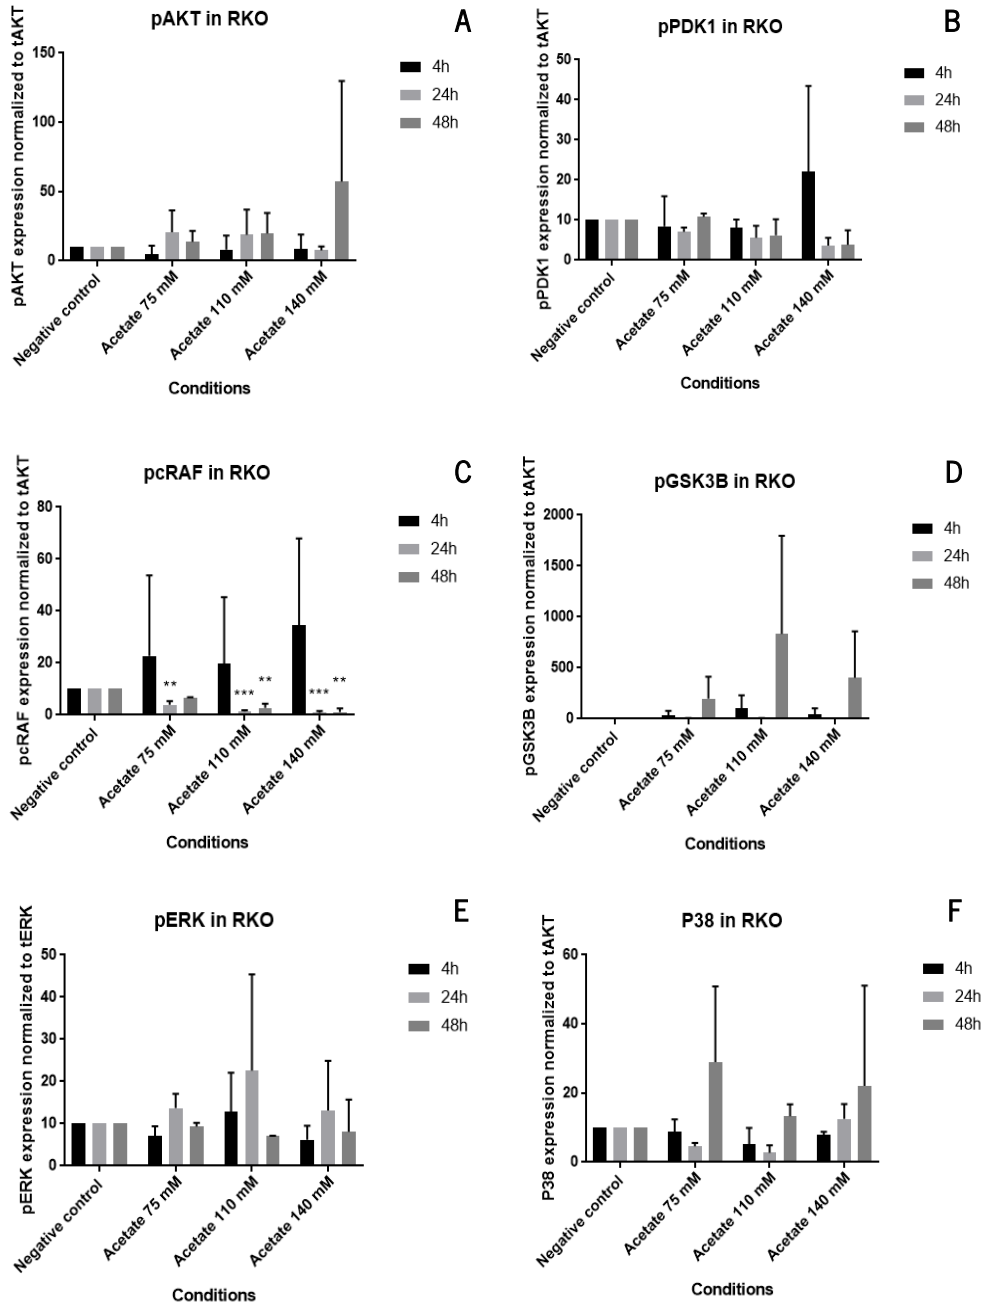 pAKT in RKO
A
pAKT expression normalized to tAKT
150
100
50
0
4h
24h
48h
Negative control
Acetate 75 mM
Acetate 110 mM
Acetate 140 mM
Conditions
pPDK1 in RKO
B
pPDK1 expression normalized to tAKT
50
40
30
20
10
0
4h
24h
48h
Negative control
Acetate 75 mM
Acetate 110 mM
Acetate 140 mM
Conditions
pcRAF in RKO
C
pcRAF expression normalized to tAKT
80
60
40
20
0
**
***
**
***
**
4h
24h
48h
Negative control
Acetate 75 mM
Acetate 110 mM
Acetate 140 mM
Conditions
pGSK3B in RKO
D
pGSK3B expression normalized to tAKT
2000
1500
1000
500
0
4h
24h
48h
Negative control
Acetate 75 mM
Acetate 110 mM
Acetate 140 mM
Conditions
pERK in RKO
E
pERK expression normalized to tERK
50
40
30
20
10
0
4h
24h
48h
Negative control
Acetate 75 mM
Acetate 110 mM
Acetate 140 mM
Conditions
P38 in RKO
F
P38 expression normalized to tAKT
60
40
20
0
4h
24h
48h
Negative control
Acetate 75 mM
Acetate 110 mM
Acetate 140 mM
Conditions